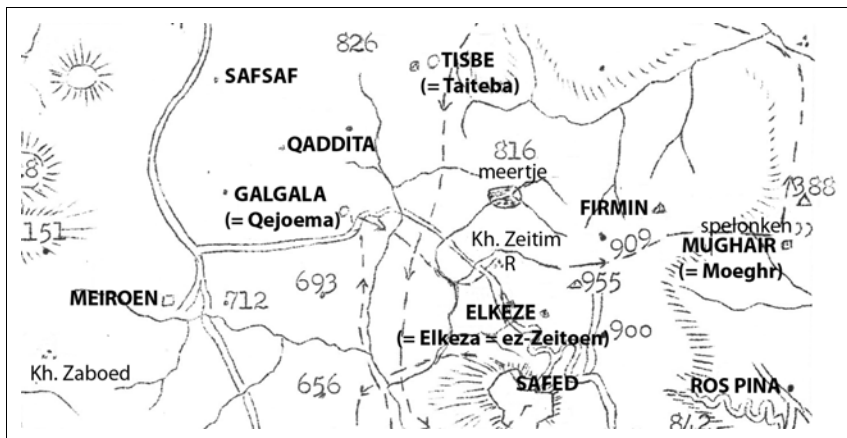 826
TISBE
(= Taiteba)
SAFSAF
QADDITA
816
meertje
GALGALA
(= Qejoema)
FIRMIN
388
spelonken
MUGHAIR
(= Moeghr)
151
Kh. Zeitim
R
909
955
MEIROEN
712
693
ELKEZE
(= Elkeza = ez-Zeitoem)
900
Kh. Zaboed
656
SAFED
ROS PINA
842